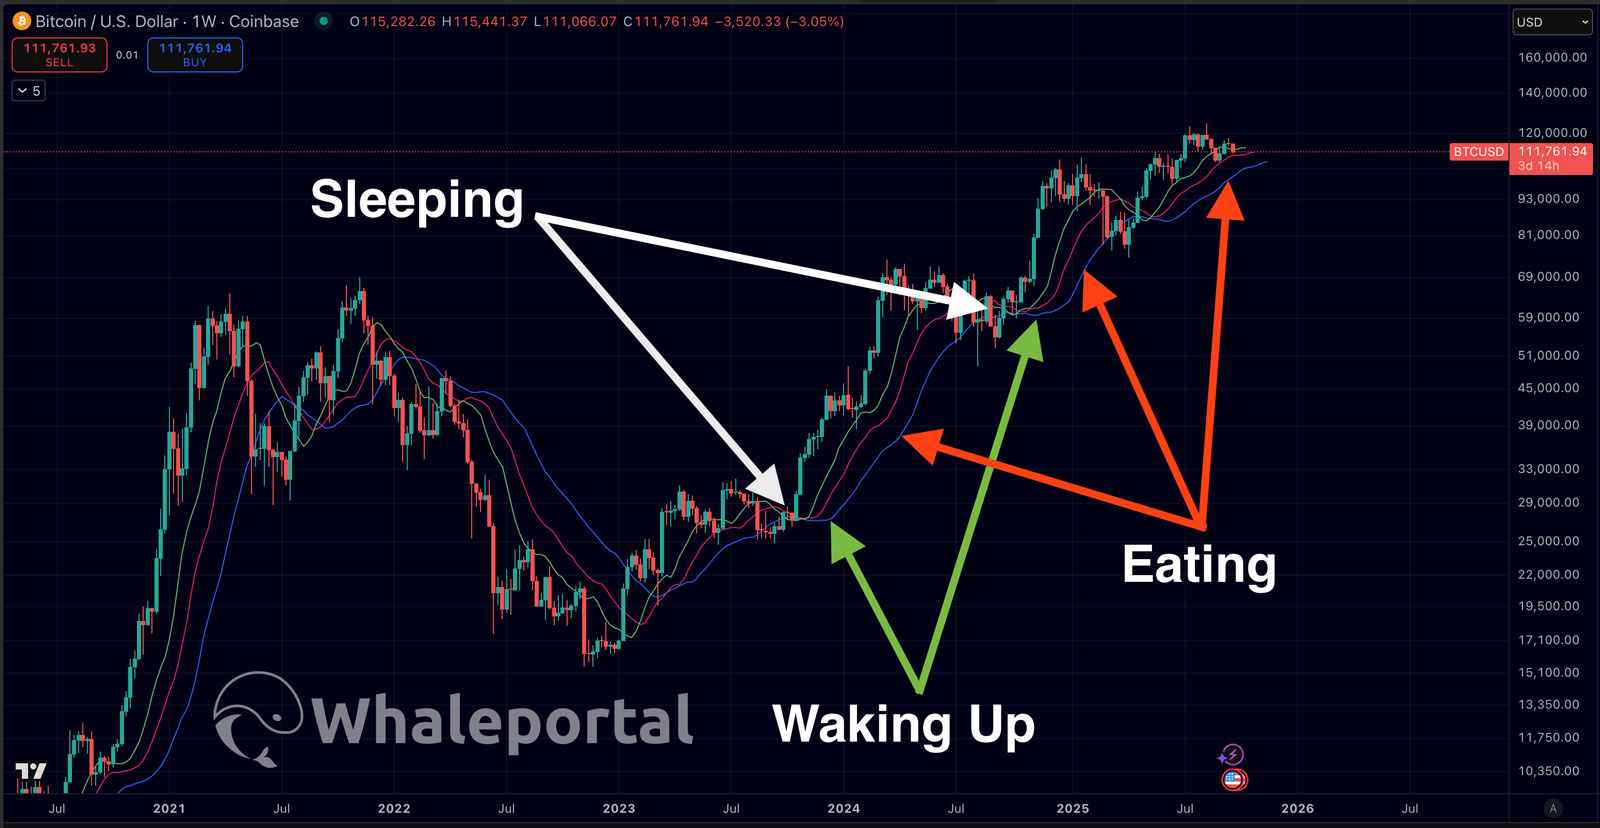 Bitcoin / U.S. Dollar · 1W · Coinbase
O115,282.26 H115,441.37 L111,066.07 C111,761.94 −3,520.33 (−3.05%)
USD
111,761.93
SELL
0.01
111,761.94
BUY
5
160,000.00
140,000.00
120,000.00
BTCUSD
111,761.94
3d 14h
93,000.00
81,000.00
69,000.00
59,000.00
51,000.00
45,000.00
39,000.00
33,000.00
29,000.00
25,000.00
22,000.00
19,500.00
17,100.00
15,100.00
13,350.00
11,750.00
10,350.00
Sleeping
Eating
Waking Up
Whaleportal
Jul
2021
Jul
2022
Jul
2023
Jul
2024
Jul
2025
Jul
2026
Jul
A